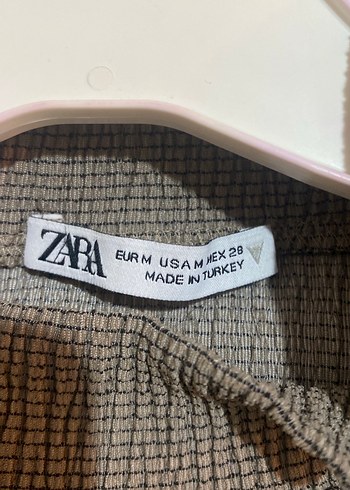 ZARA
EUR M USA M MEX 28
MADE IN TURKEY